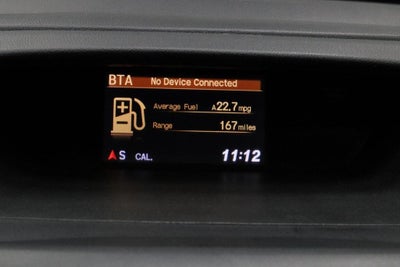 BTA No Device Connected
Average Fuel A22.7mpg
Range 167miles
S CAL. 11:12